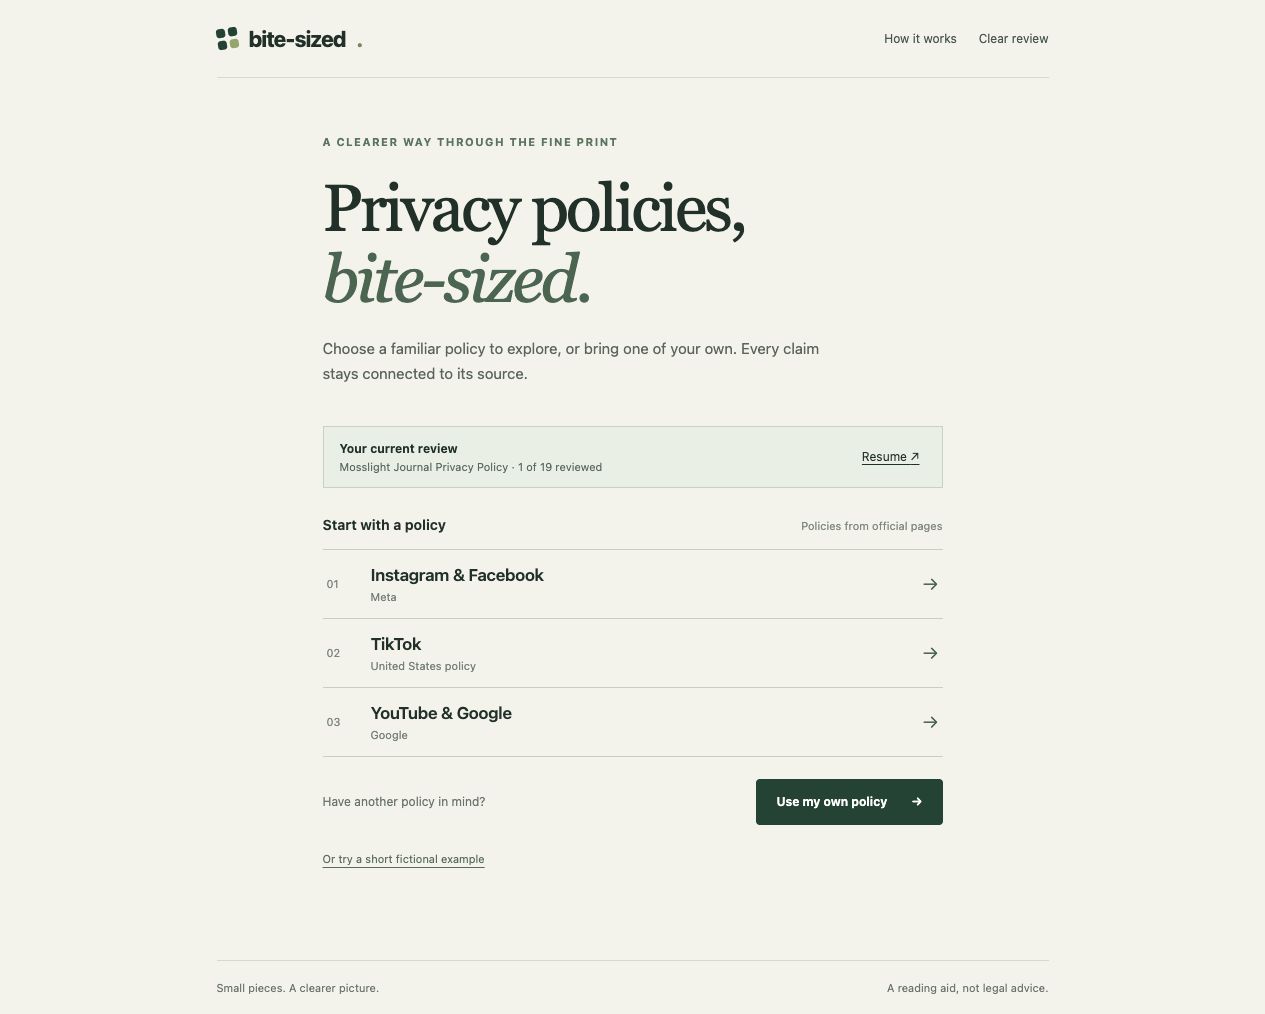 bite-sized .
How it works
Clear review
A CLEARER WAY THROUGH THE FINE PRINT
Privacy policies,
bite-sized.
Choose a familiar policy to explore, or bring one of your own. Every claim
stays connected to its source.
Your current review
Mosslight Journal Privacy Policy · 1 of 19 reviewed
Resume ↗
Start with a policy
Policies from official pages
01
Instagram & Facebook
Meta
→
02
TikTok
United States policy
→
03
YouTube & Google
Google
→
Have another policy in mind?
Use my own policy →
Or try a short fictional example
Small pieces. A clearer picture.
A reading aid, not legal advice.